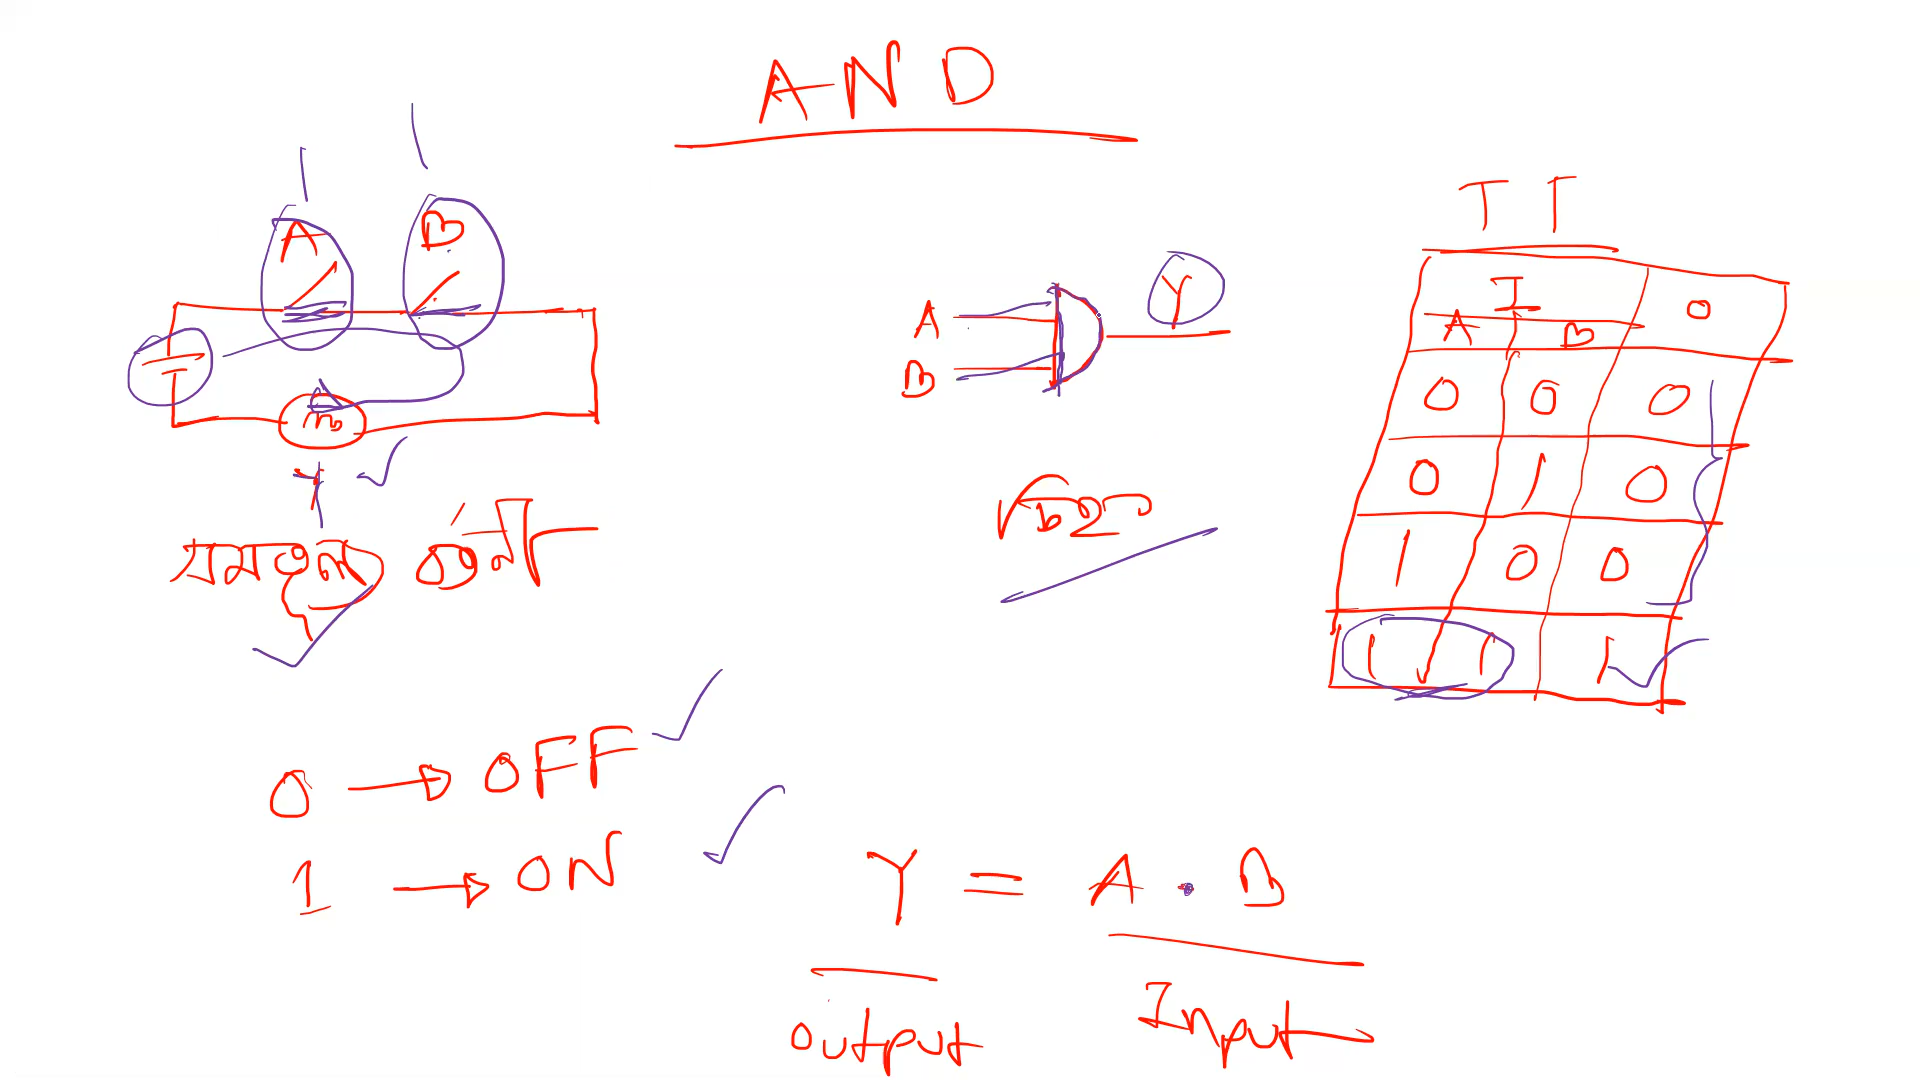 AND
A B
Y
সমতুল্য বর্তনী
0 → OFF
1 → ON
A
B
Y
চিহ্ন
TT
I O
A B
0 0 0
0 1 0
1 0 0
1 1 1
Y = A . B
Output Input